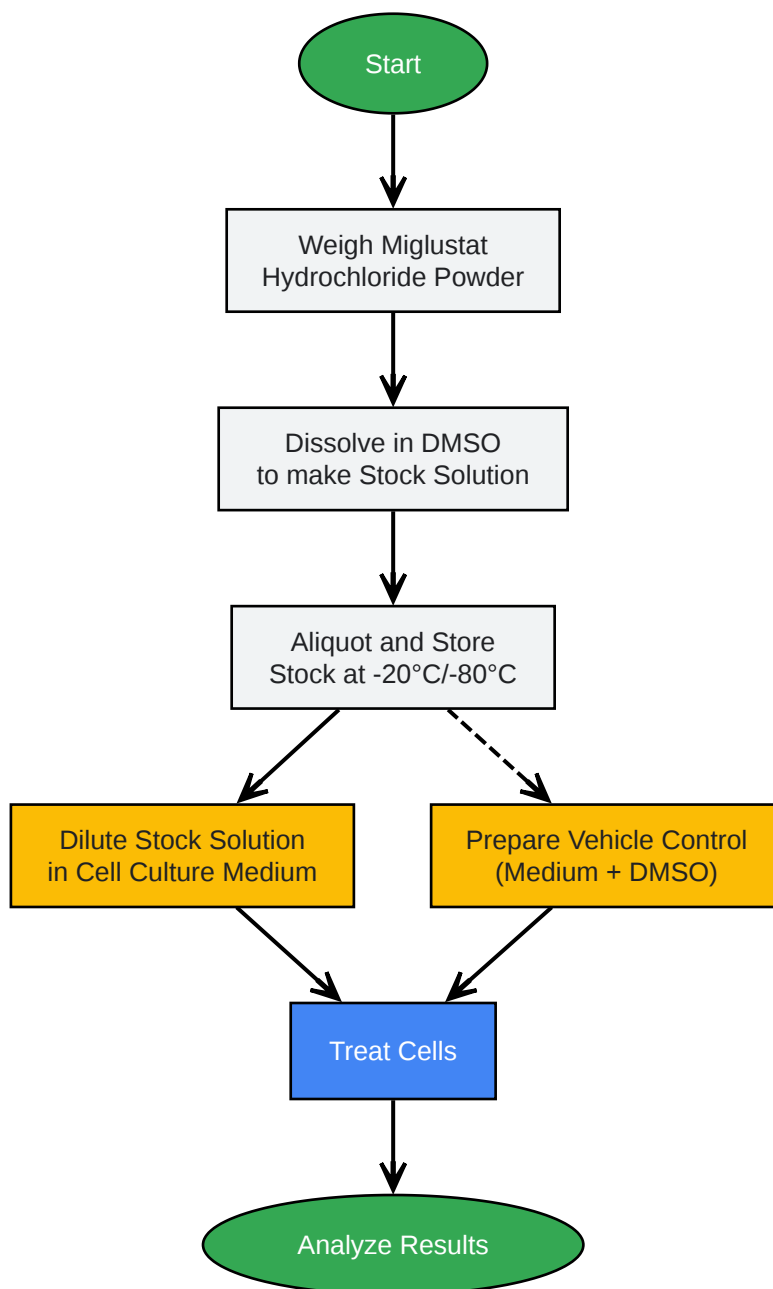 Start
Weigh Miglustat
Hydrochloride Powder
Dissolve in DMSO
to make Stock Solution
Aliquot and Store
Stock at -20°C/-80°C
Dilute Stock Solution
in Cell Culture Medium
Prepare Vehicle Control
(Medium + DMSO)
Treat Cells
Analyze Results